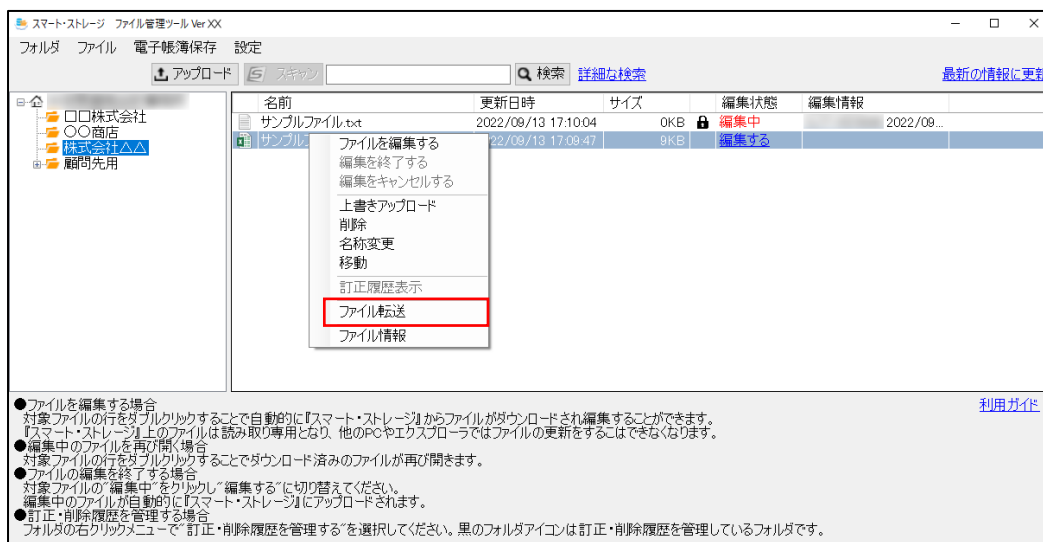 スマート・ストレージ ファイル管理ツール Ver XX
フォルダ ファイル 電子帳簿保存 設定
アップロード スキャン 検索 詳細な検索 最新の情報に更新
名前 更新日時 サイズ 編集状態 編集情報
□□株式会社
〇〇商店
株式会社△△
顧問先用
サンプルファイル.txt 2022/09/13 17:10:04 0KB 編集中 2022/09...
サンプル 22/09/13 17:09:47 9KB 編集する
ファイルを編集する
編集を終了する
編集をキャンセルする
上書きアップロード
削除
名称変更
移動
訂正履歴表示
ファイル転送
ファイル情報
●ファイルを編集する場合 利用ガイド
対象ファイルの行をダブルクリックすることで自動的に『スマート・ストレージ』からファイルがダウンロードされ編集することができます。
『スマート・ストレージ』上のファイルは読み取り専用となり、他のPCやエクスプローラではファイルの更新をするこはできなくなります。
●編集中のファイルを再び開く場合
対象ファイルの行をダブルクリックすることでダウンロード済みのファイルが再び開きます。
●ファイルの編集を終了する場合
対象ファイルの"編集中"をクリックし"編集する"に切り替えてください。
編集中のファイルが自動的に『スマート・ストレージ』にアップロードされます。
●訂正・削除履歴を管理する場合
フォルダの右クリックメニューで"訂正・削除履歴を管理する"を選択してください。黒のフォルダアイコンは訂正・削除履歴を管理しているフォルダです。